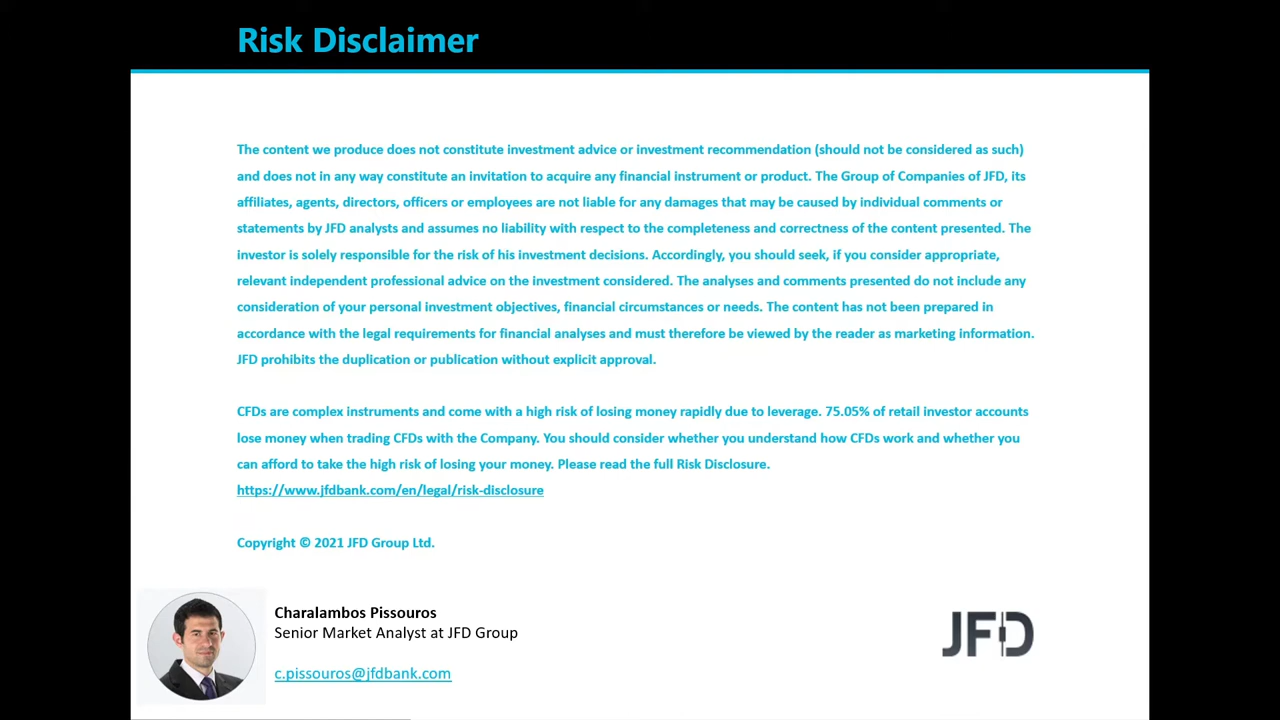 Risk Disclaimer
The content we produce does not constitute investment advice or investment recommendation (should not be considered as such)
and does not in any way constitute an invitation to acquire any financial instrument or product. The Group of Companies of JFD, its
affiliates, agents, directors, officers or employees are not liable for any damages that may be caused by individual comments or
statements by JFD analysts and assumes no liability with respect to the completeness and correctness of the content presented. The
investor is solely responsible for the risk of his investment decisions. Accordingly, you should seek, if you consider appropriate,
relevant independent professional advice on the investment considered. The analyses and comments presented do not include any
consideration of your personal investment objectives, financial circumstances or needs. The content has not been prepared in
accordance with the legal requirements for financial analyses and must therefore be viewed by the reader as marketing information.
JFD prohibits the duplication or publication without explicit approval.
CFDs are complex instruments and come with a high risk of losing money rapidly due to leverage. 75.05% of retail investor accounts
lose money when trading CFDs with the Company. You should consider whether you understand how CFDs work and whether you
can afford to take the high risk of losing your money. Please read the full Risk Disclosure.
https://www.jfdbank.com/en/legal/risk-disclosure
Copyright © 2021 JFD Group Ltd.
Charalambos Pissouros
Senior Market Analyst at JFD Group
c.pissouros@jfdbank.com
JFD